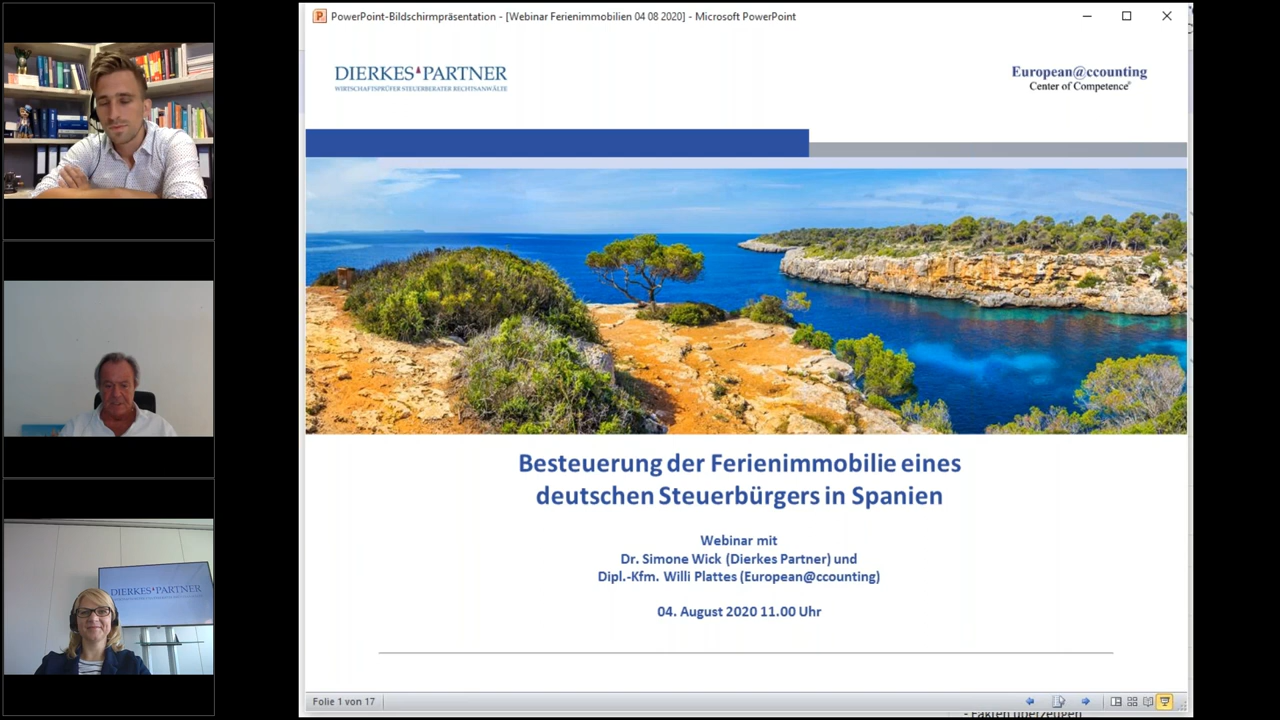 PowerPoint-Bildschirmpräsentation - [Webinar Ferienimmobilien 04 08 2020] - Microsoft PowerPoint
DIERKES PARTNER
WIRTSCHAFTSPRÜFER STEUERBERATER RECHTSANWÄLTE
European@ccounting
Center of Competence®
Besteuerung der Ferienimmobilie eines
deutschen Steuerbürgers in Spanien
Webinar mit
Dr. Simone Wick (Dierkes Partner) und
Dipl.-Kfm. Willi Plattes (European@ccounting)
04. August 2020 11.00 Uhr
DIERKES PARTNER
Folie 1 von 17
- Fakten überzeugen